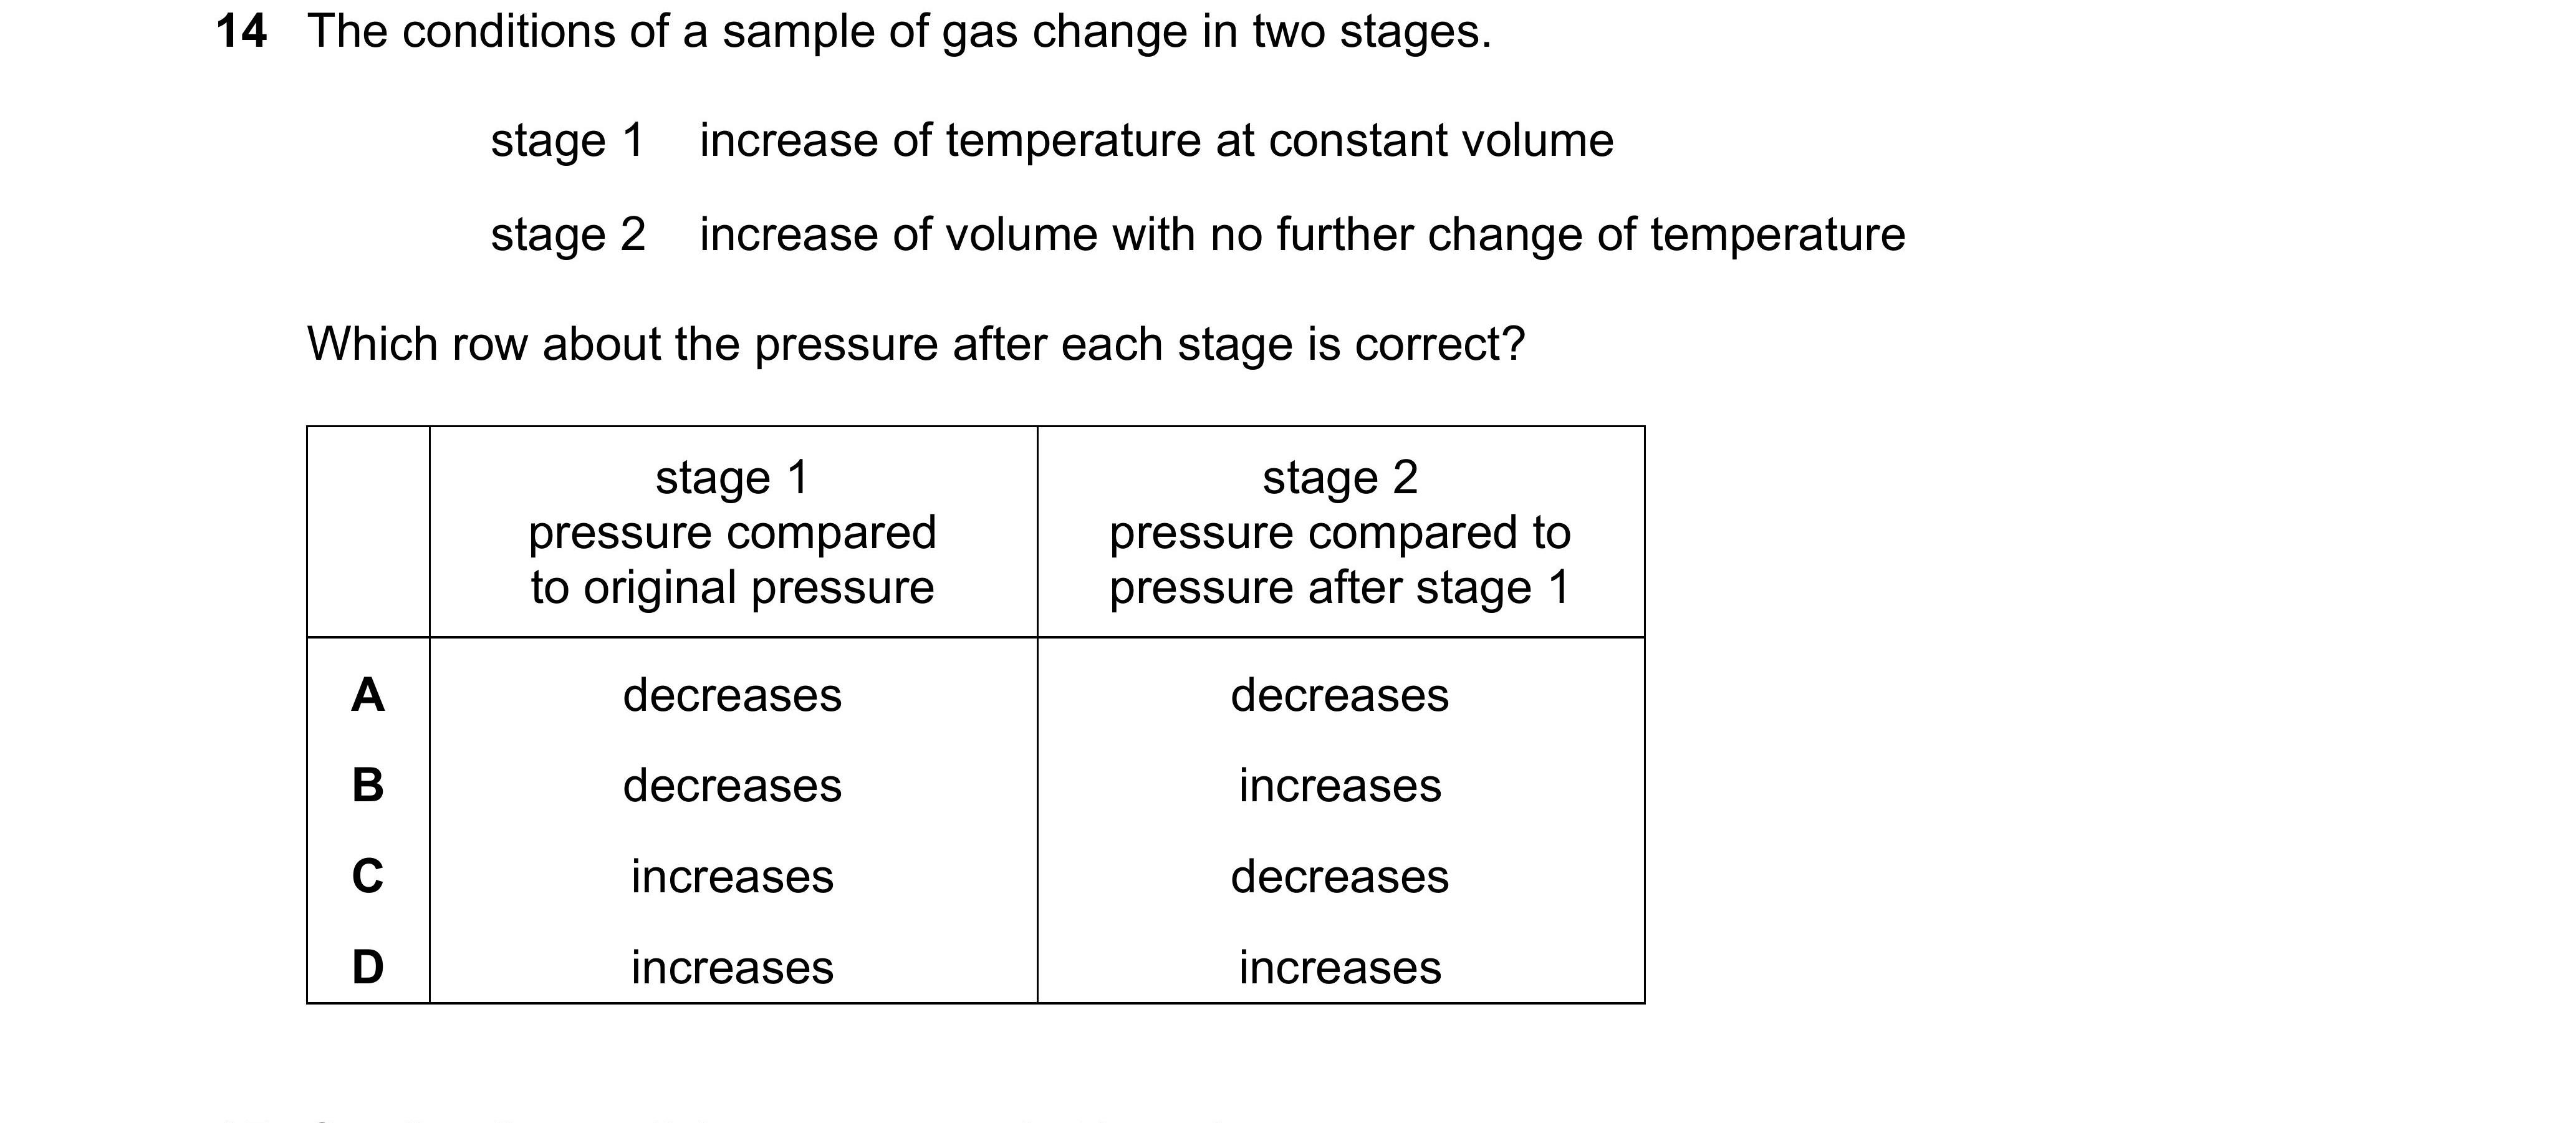 14 The conditions of a sample of gas change in two stages.
stage 1 increase of temperature at constant volume
stage 2 increase of volume with no further change of temperature
Which row about the pressure after each stage is correct?
stage 1 stage 2
pressure compared pressure compared to
to original pressure pressure after stage 1
A decreases decreases
B decreases increases
C increases decreases
D increases increases